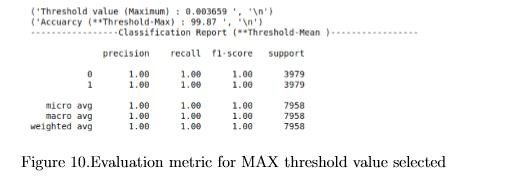 ('Threshold value (Maximum) : 0.003659 ', '\n')
('Accuarcy (**Threshold-Max) : 99.87 ', '\n')
-----------------Classification Report (**Threshold-Mean )-----------------
precision recall f1-score support
0 1.00 1.00 1.00 3979
1 1.00 1.00 1.00 3979
micro avg 1.00 1.00 1.00 7958
macro avg 1.00 1.00 1.00 7958
weighted avg 1.00 1.00 1.00 7958
Figure 10.Evaluation metric for MAX threshold value selected